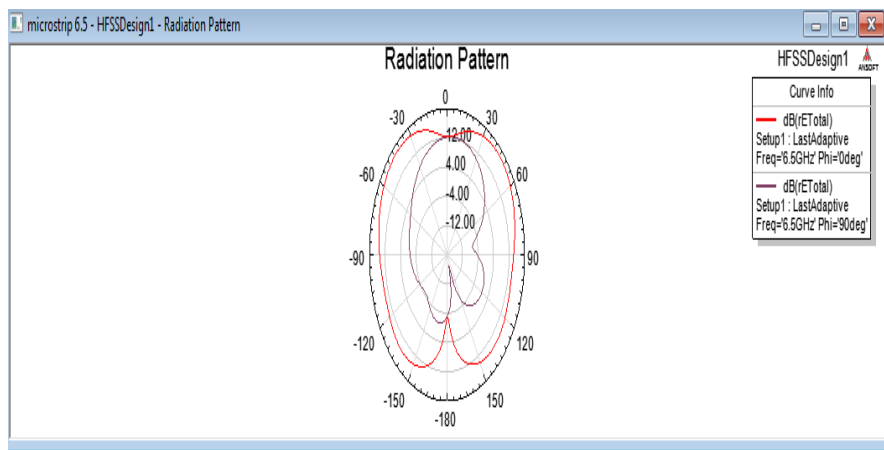 microstrip 6.5 - HFSSDesign1 - Radiation Pattern
Radiation Pattern
HFSSDesign1
ANSOFT
Curve Info
dB(rETotal)
Setup1 : LastAdaptive
Freq='6.5GHz' Phi='0deg'
dB(rETotal)
Setup1 : LastAdaptive
Freq='6.5GHz' Phi='90deg'
0
-30
30
12.00
-60
60
4.00
-4.00
-12.00
-90
90
-120
120
-150
150
-180